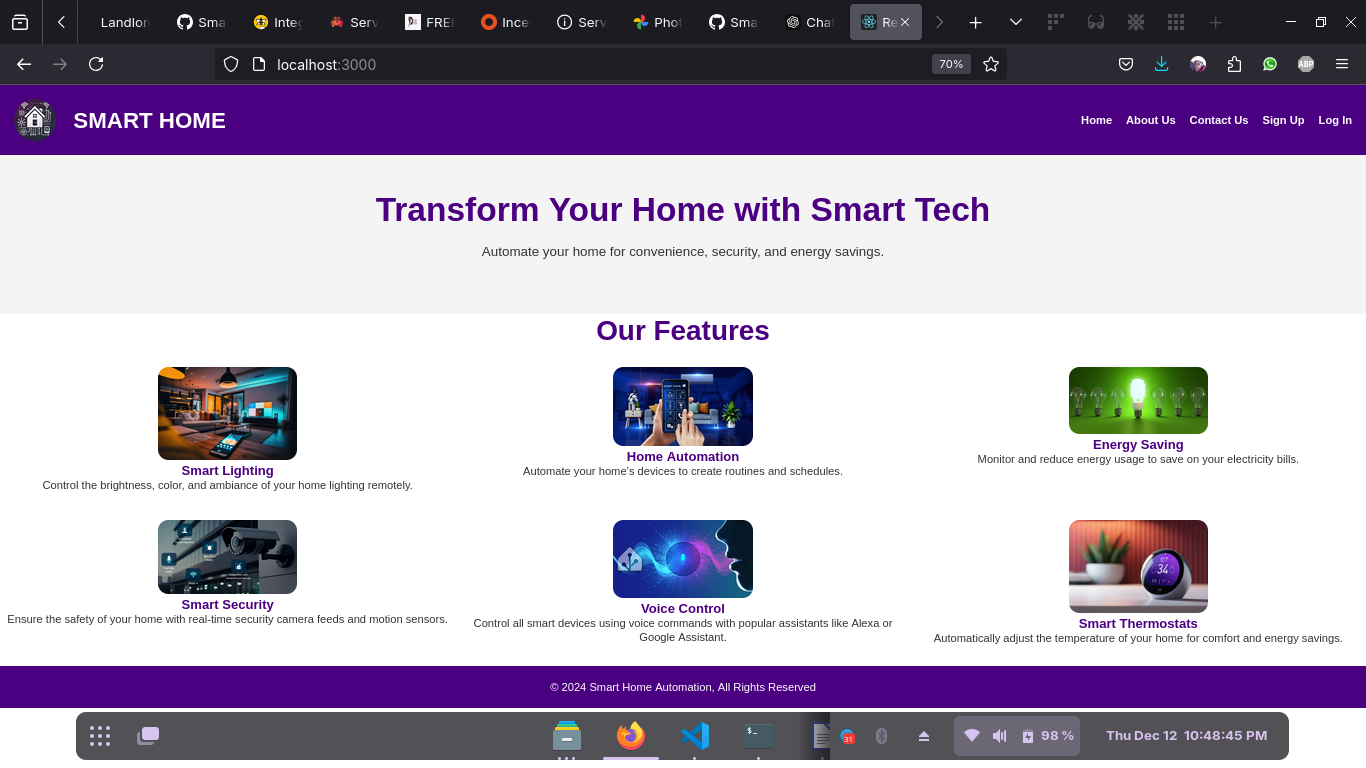 Landlor
Sma
Integ
Serv
FREE
Ince
Serv
Phot
Sma
Chat
Re
localhost:3000
70%
ABP
SMART HOME
Home
About Us
Contact Us
Sign Up
Log In
Transform Your Home with Smart Tech
Automate your home for convenience, security, and energy savings.
Our Features
Smart Lighting
Control the brightness, color, and ambiance of your home lighting remotely.
Home Automation
Automate your home's devices to create routines and schedules.
Energy Saving
Monitor and reduce energy usage to save on your electricity bills.
Smart Security
Ensure the safety of your home with real-time security camera feeds and motion sensors.
Voice Control
Control all smart devices using voice commands with popular assistants like Alexa or
Google Assistant.
Smart Thermostats
Automatically adjust the temperature of your home for comfort and energy savings.
© 2024 Smart Home Automation, All Rights Reserved
31
98 %
Thu Dec 12 10:48:45 PM